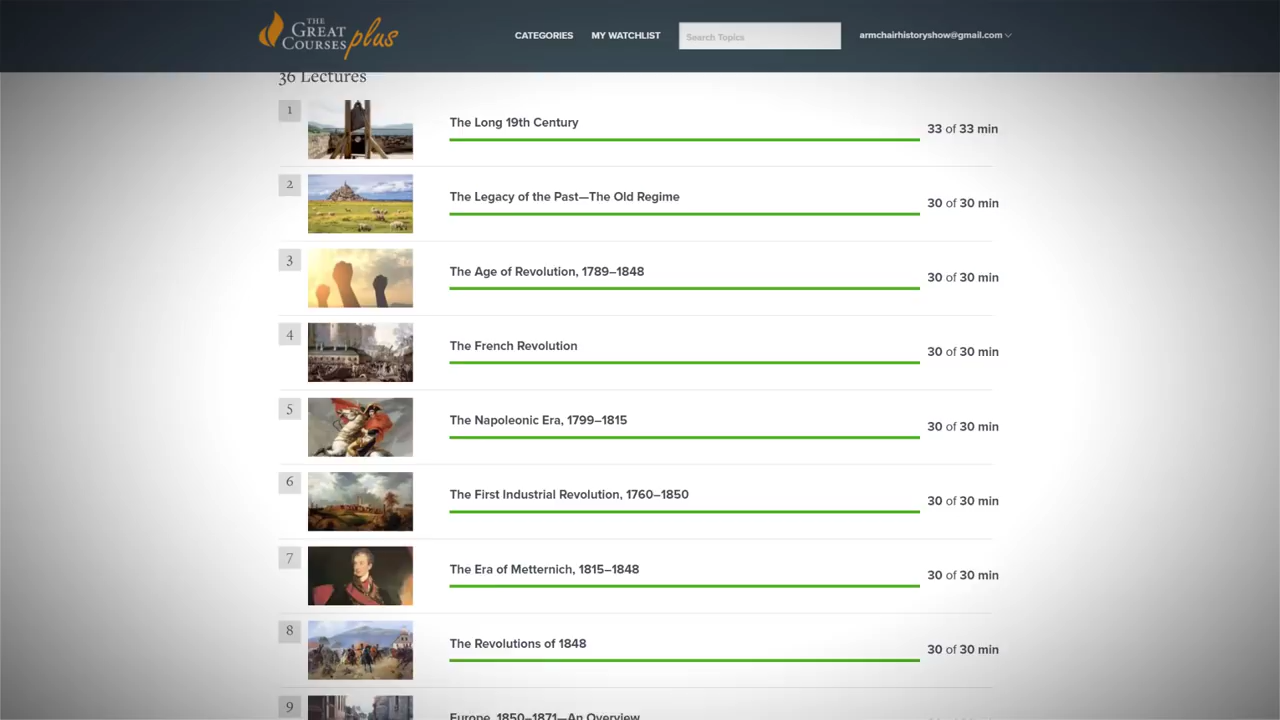 THE
GREAT
COURSES plus
CATEGORIES
MY WATCHLIST
Search Topics
armchairhistoryshow@gmail.com
36 Lectures
1
The Long 19th Century
33 of 33 min
2
The Legacy of the Past—The Old Regime
30 of 30 min
3
The Age of Revolution, 1789–1848
30 of 30 min
4
The French Revolution
30 of 30 min
5
The Napoleonic Era, 1799–1815
30 of 30 min
6
The First Industrial Revolution, 1760–1850
30 of 30 min
7
The Era of Metternich, 1815–1848
30 of 30 min
8
The Revolutions of 1848
30 of 30 min
9
Europe, 1850–1871—An Overview